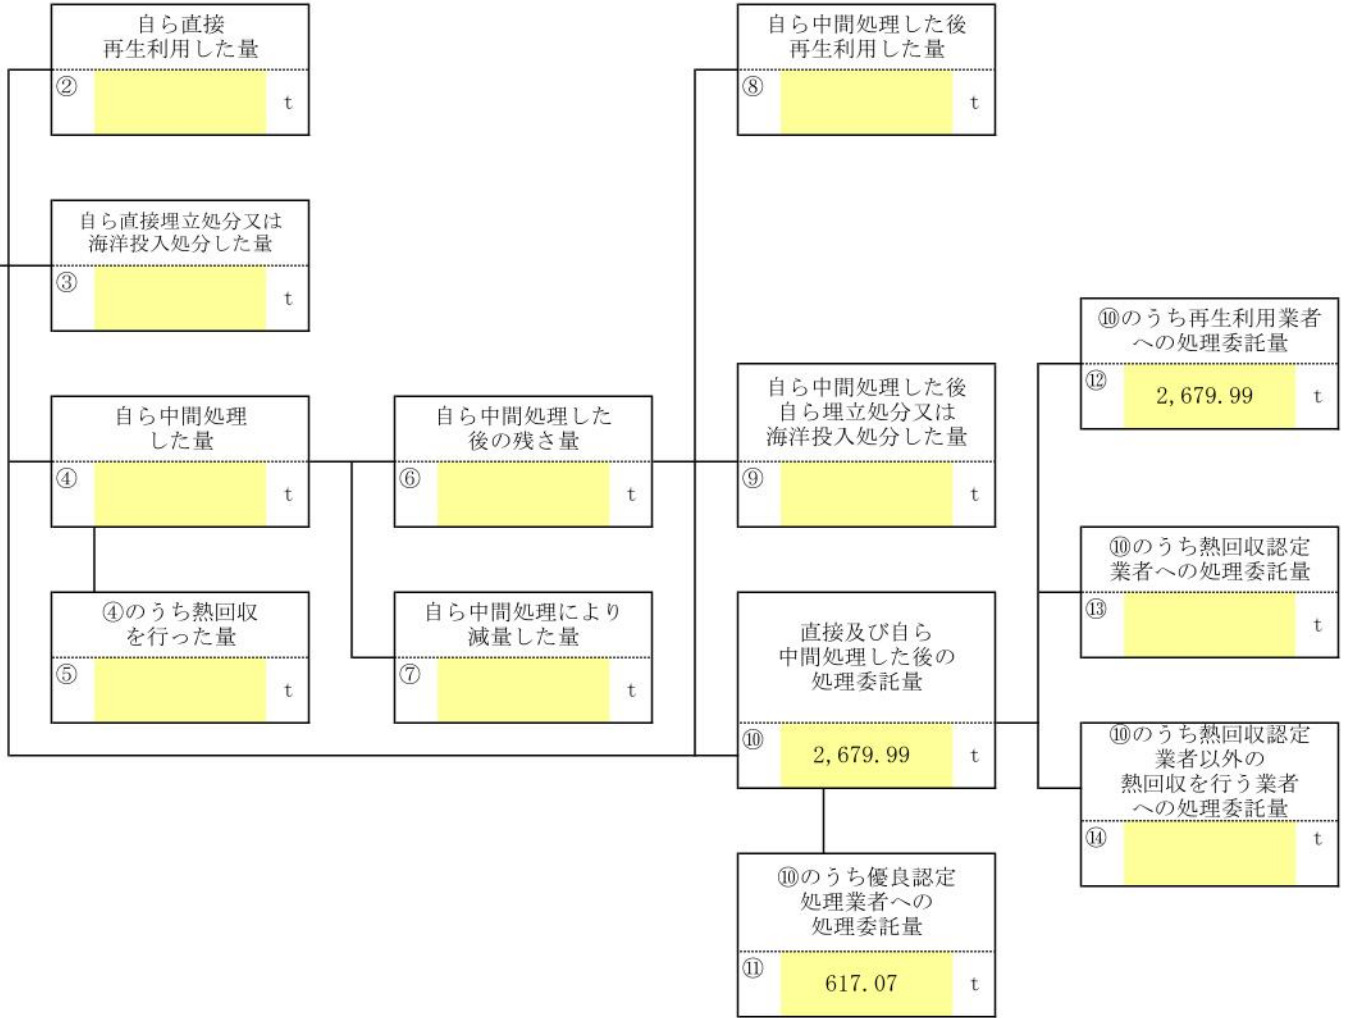 自ら直接
再生利用した量
②
t
自ら中間処理した後
再生利用した量
⑧
t
自ら直接埋立処分又は
海洋投入処分した量
③
t
⑩のうち再生利用業者
への処理委託量
⑫
2,679.99
t
自ら中間処理
した量
④
t
自ら中間処理した
後の残さ量
⑥
t
自ら中間処理した後
自ら埋立処分又は
海洋投入処分した量
⑨
t
⑩のうち熱回収認定
業者への処理委託量
⑬
t
④のうち熱回収
を行った量
⑤
t
自ら中間処理により
減量した量
⑦
t
直接及び自ら
中間処理した後の
処理委託量
⑩
2,679.99
t
⑩のうち熱回収認定
業者以外の
熱回収を行う業者
への処理委託量
⑭
t
⑩のうち優良認定
処理業者への
処理委託量
⑪
617.07
t